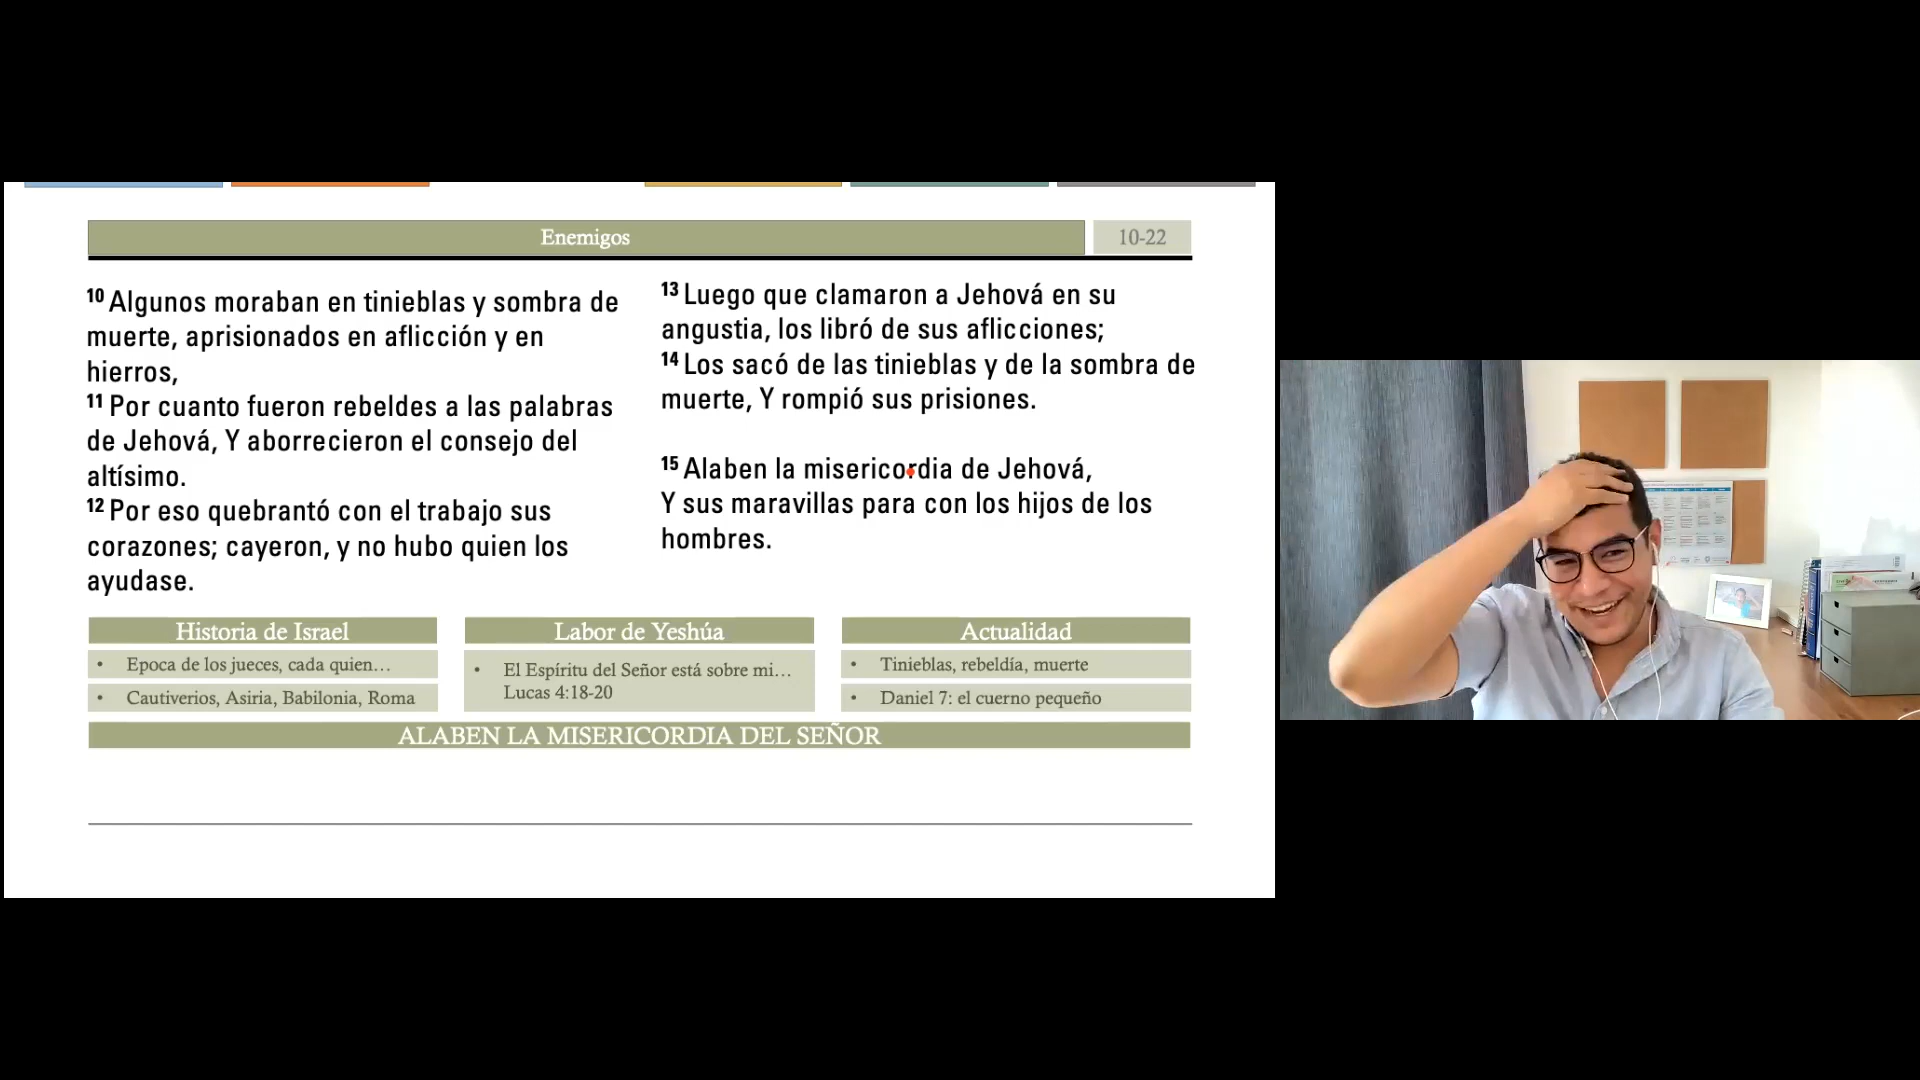 Enemigos
10-22
10 Algunos moraban en tinieblas y sombra de
muerte, aprisionados en aflicción y en
hierros,
11 Por cuanto fueron rebeldes a las palabras
de Jehová, Y aborrecieron el consejo del
altísimo.
12 Por eso quebrantó con el trabajo sus
corazones; cayeron, y no hubo quien los
ayudase.
13 Luego que clamaron a Jehová en su
angustia, los libró de sus aflicciones;
14 Los sacó de las tinieblas y de la sombra de
muerte, Y rompió sus prisiones.
15 Alaben la misericordia de Jehová,
Y sus maravillas para con los hijos de los
hombres.
Historia de Israel
• Epoca de los jueces, cada quien…
• Cautiverios, Asiria, Babilonia, Roma
Labor de Yeshúa
• El Espíritu del Señor está sobre mi…
Lucas 4:18-20
Actualidad
• Tinieblas, rebeldía, muerte
• Daniel 7: el cuerno pequeño
ALABEN LA MISERICORDIA DEL SEÑOR